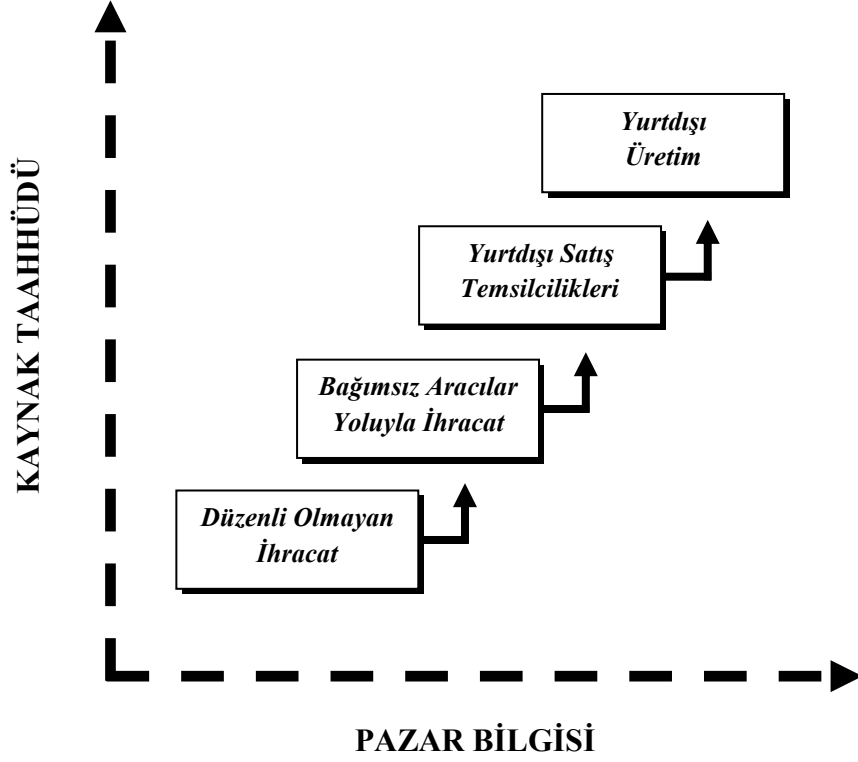 Yurtdışı
Üretim
Yurtdışı Satış
Temsilcilikleri
Bağımsız Aracılar
Yoluyla İhracat
Düzenli Olmayan
İhracat
KAYNAK TAAHHÜDÜ
PAZAR BİLGİSİ